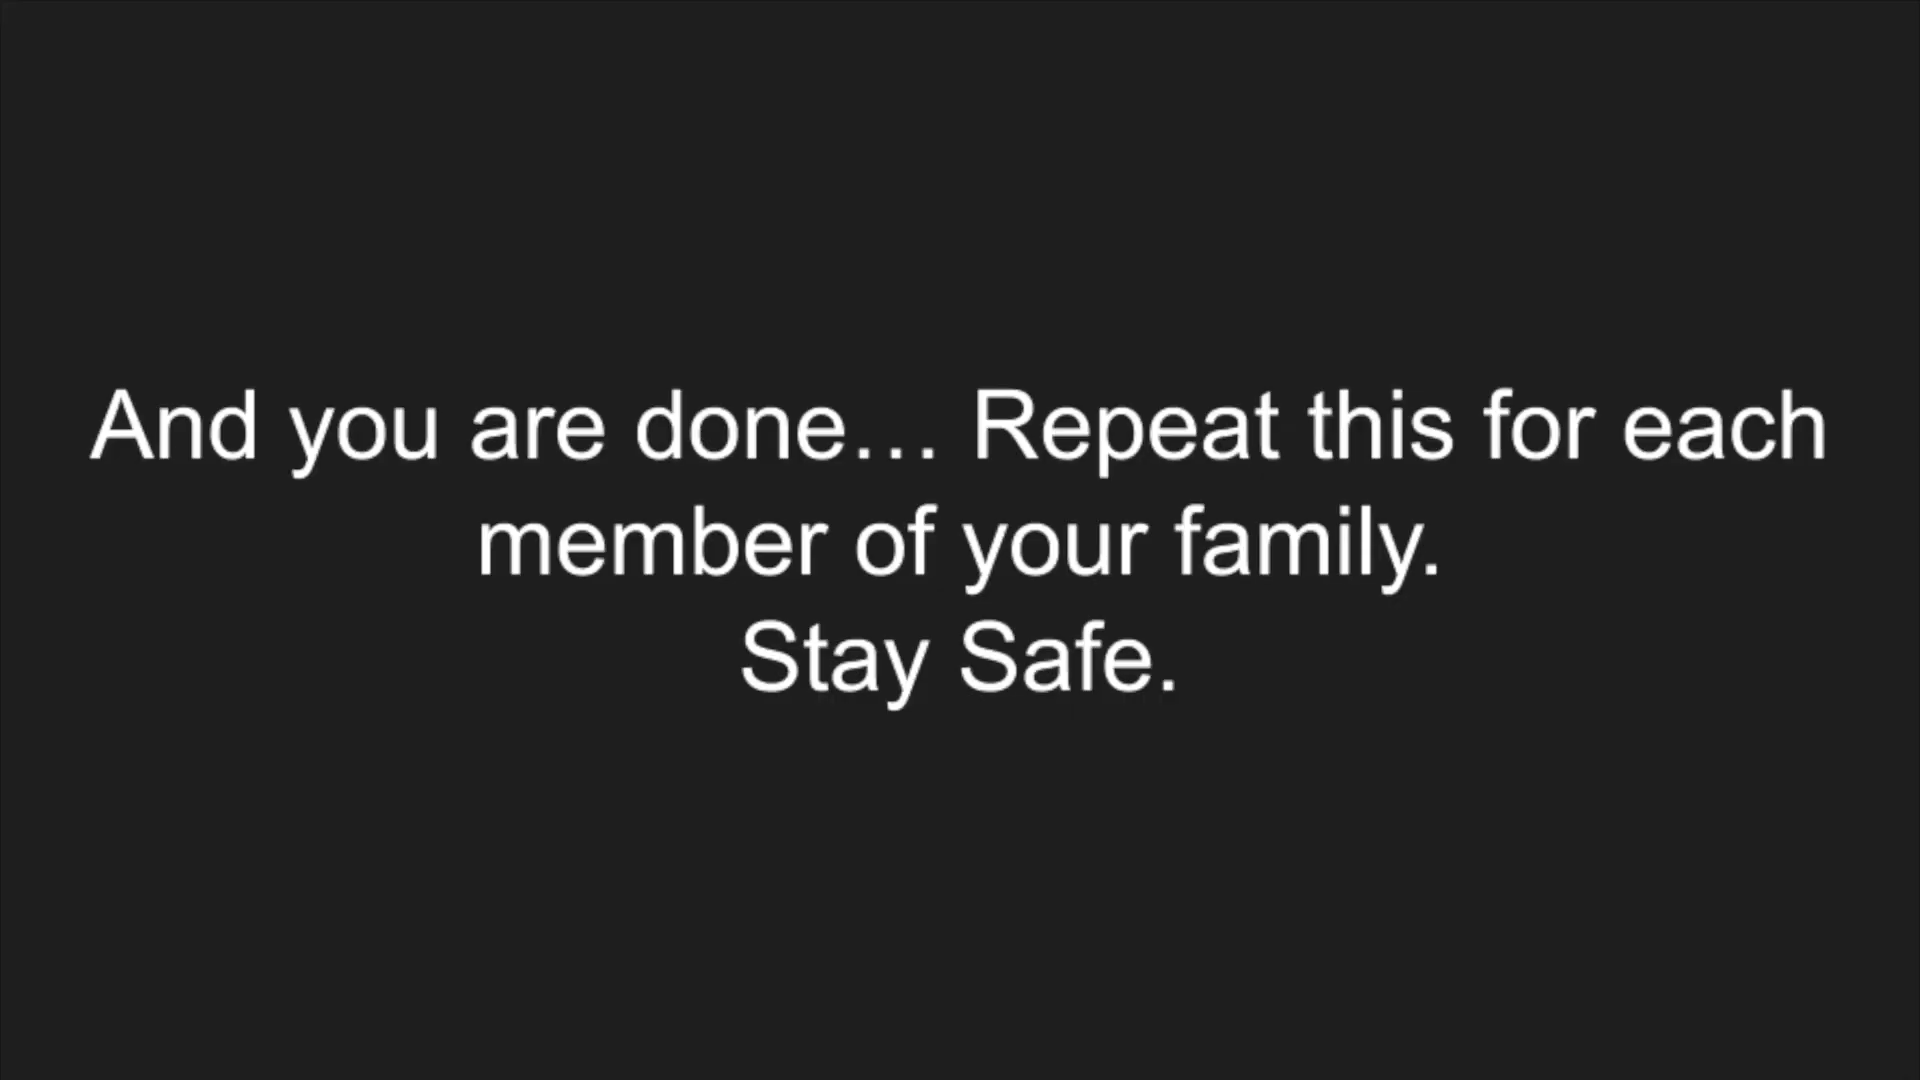 And you are done… Repeat this for each
member of your family.
Stay Safe.